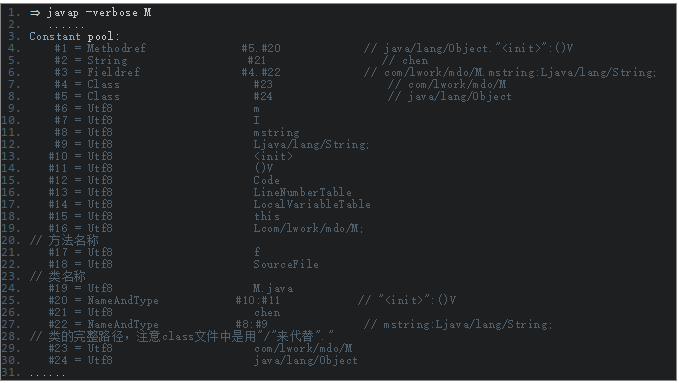 1. => javap -verbose M
2. ......
3. Constant pool:
4. #1 = Methodref #5.#20 // java/lang/Object."<init>":()V
5. #2 = String #21 // chen
6. #3 = Fieldref #4.#22 // com/lwork/mdo/M.mstring:Ljava/lang/String;
7. #4 = Class #23 // com/lwork/mdo/M
8. #5 = Class #24 // java/lang/Object
9. #6 = Utf8 m
10. #7 = Utf8 I
11. #8 = Utf8 mstring
12. #9 = Utf8 Ljava/lang/String;
13. #10 = Utf8 <init>
14. #11 = Utf8 ()V
15. #12 = Utf8 Code
16. #13 = Utf8 LineNumberTable
17. #14 = Utf8 LocalVariableTable
18. #15 = Utf8 this
19. #16 = Utf8 Lcom/lwork/mdo/M;
20. // 方法名称
21. #17 = Utf8 f
22. #18 = Utf8 SourceFile
23. // 类名称
24. #19 = Utf8 M.java
25. #20 = NameAndType #10:#11 // "<init>":()V
26. #21 = Utf8 chen
27. #22 = NameAndType #8:#9 // mstring:Ljava/lang/String;
28. // 类的完整路径，注意class文件中是用"/"来代替"."
29. #23 = Utf8 com/lwork/mdo/M
30. #24 = Utf8 java/lang/Object
31. ......